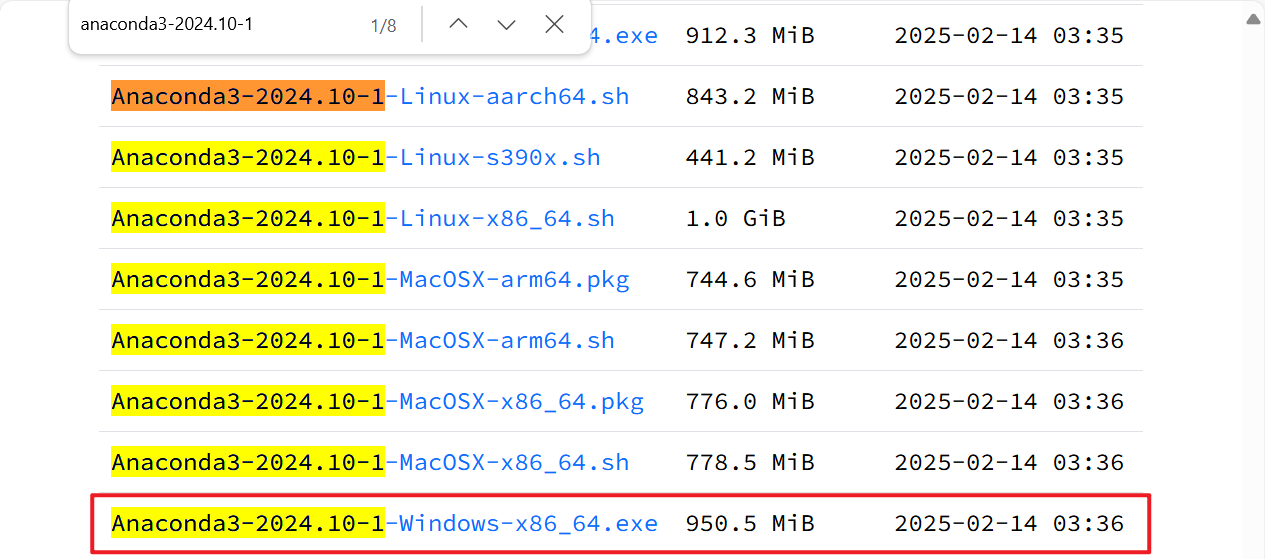 anaconda3-2024.10-1 1/8
4.exe 912.3 MiB 2025-02-14 03:35
Anaconda3-2024.10-1-Linux-aarch64.sh 843.2 MiB 2025-02-14 03:35
Anaconda3-2024.10-1-Linux-s390x.sh 441.2 MiB 2025-02-14 03:35
Anaconda3-2024.10-1-Linux-x86_64.sh 1.0 GiB 2025-02-14 03:35
Anaconda3-2024.10-1-MacOSX-arm64.pkg 744.6 MiB 2025-02-14 03:35
Anaconda3-2024.10-1-MacOSX-arm64.sh 747.2 MiB 2025-02-14 03:36
Anaconda3-2024.10-1-MacOSX-x86_64.pkg 776.0 MiB 2025-02-14 03:36
Anaconda3-2024.10-1-MacOSX-x86_64.sh 778.5 MiB 2025-02-14 03:36
Anaconda3-2024.10-1-Windows-x86_64.exe 950.5 MiB 2025-02-14 03:36